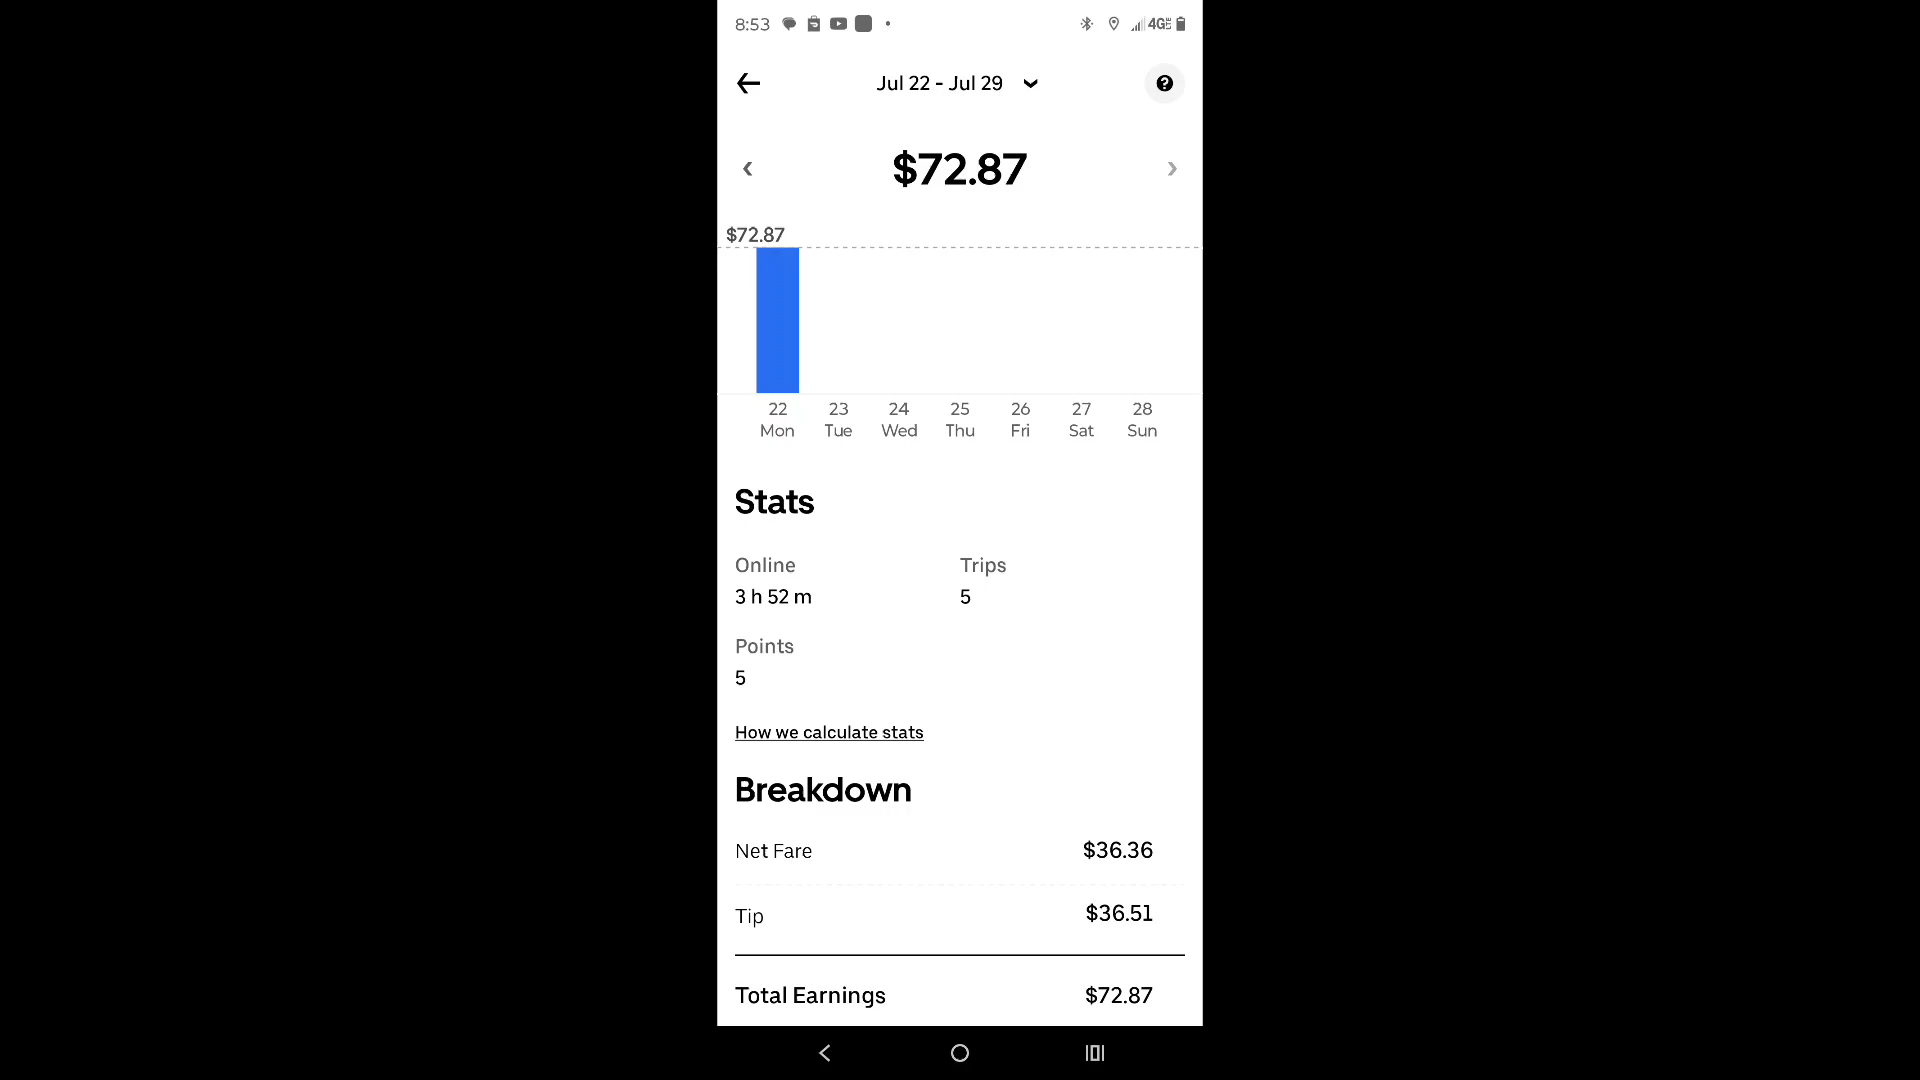 8:53 4G LTE
Jul 22 - Jul 29
$72.87
$72.87
22 23 24 25 26 27 28
Mon Tue Wed Thu Fri Sat Sun
Stats
Online Trips
3 h 52 m 5
Points
5
How we calculate stats
Breakdown
Net Fare $36.36
Tip $36.51
Total Earnings $72.87